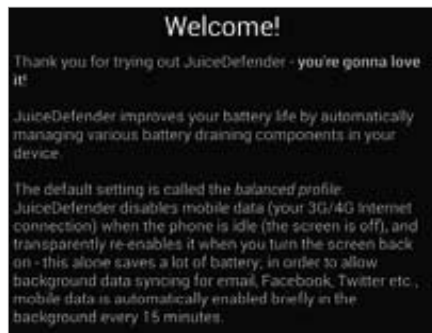 Welcome!
Thank you for trying out JuiceDefender - you're gonna love
it!
JuiceDefender improves your battery life by automatically
managing various battery draining components in your
device.
The default setting is called the balanced profile:
JuiceDefender disables mobile data (your 3G/4G Internet
connection) when the phone is idle (the screen is off), and
transparently re-enables it when you turn the screen back
on - this alone saves a lot of battery; in order to allow
background data syncing for email, Facebook, Twitter etc.,
mobile data is automatically enabled briefly in the
background every 15 minutes.